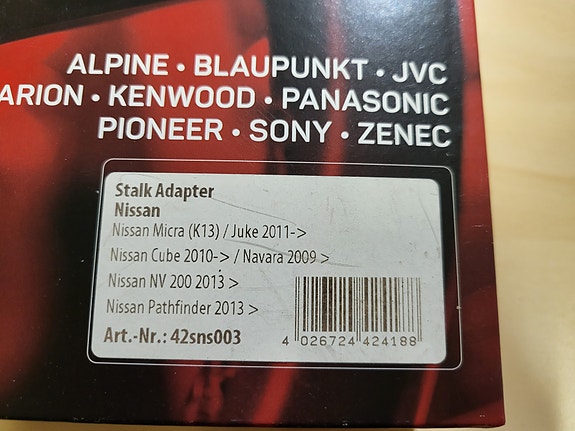 ALPINE • BLAUPUNKT • JVC
ARION • KENWOOD • PANASONIC
PIONEER • SONY • ZENEC
Stalk Adapter
Nissan
Nissan Micra (K13) / Juke 2011->
Nissan Cube 2010-> / Navara 2009 >
Nissan NV 200 2013 >
Nissan Pathfinder 2013 >
Art.-Nr.: 42sns003
4 026724 424188